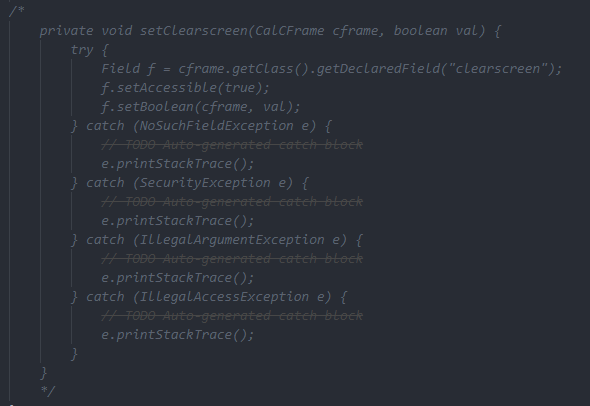 /*
    private void setClearscreen(CalCFrame cframe, boolean val) {
        try {
            Field f = cframe.getClass().getDeclaredField("clearscreen");
            f.setAccessible(true);
            f.setBoolean(cframe, val);
        } catch (NoSuchFieldException e) {
            // TODO Auto-generated catch block
            e.printStackTrace();
        } catch (SecurityException e) {
            // TODO Auto-generated catch block
            e.printStackTrace();
        } catch (IllegalArgumentException e) {
            // TODO Auto-generated catch block
            e.printStackTrace();
        } catch (IllegalAccessException e) {
            // TODO Auto-generated catch block
            e.printStackTrace();
        }
    }
    */